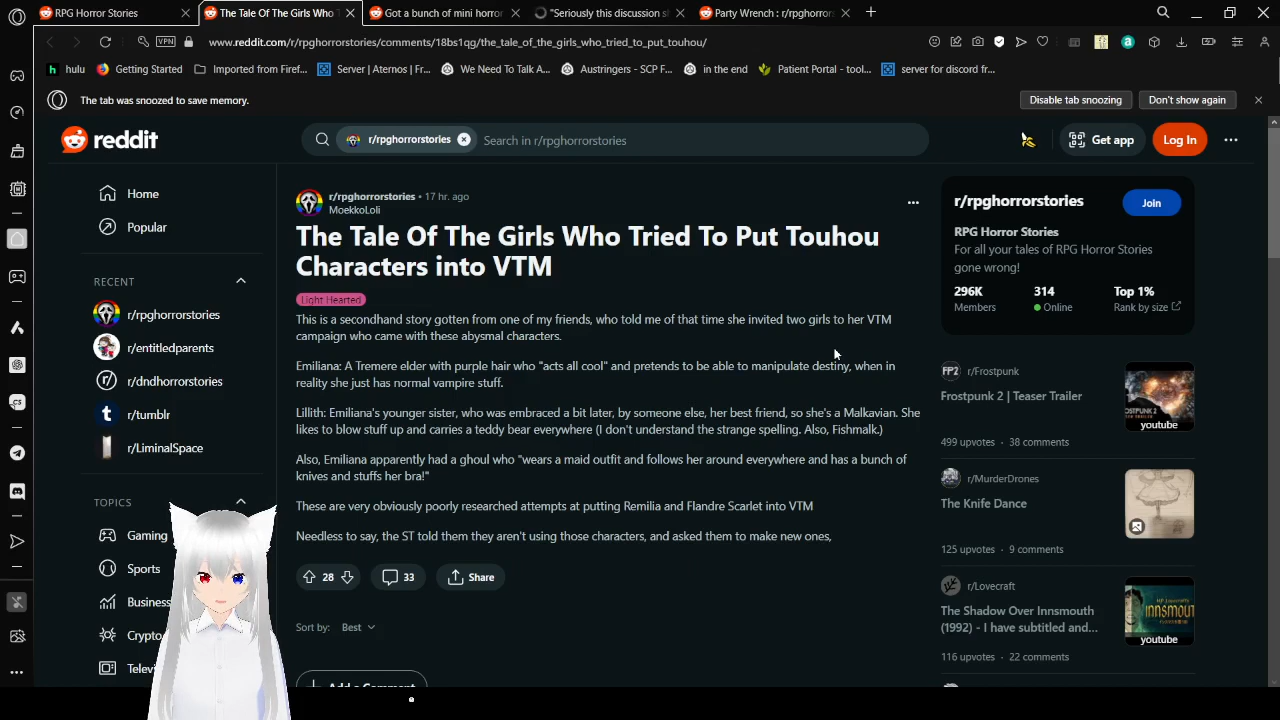 RPG Horror Stories
The Tale Of The Girls Who T
Got a bunch of mini horror
"Seriously this discussion s
Party Wrench : r/rpghorror
VPN
www.reddit.com/r/rpghorrorstories/comments/18bs1qg/the_tale_of_the_girls_who_tried_to_put_touhou/
hulu
Getting Started
Imported from Firef...
Server | Aternos | Fr...
We Need To Talk A...
Austringers - SCP F...
in the end
Patient Portal - tool...
server for discord fr...
The tab was snoozed to save memory.
Disable tab snoozing
Don't show again
reddit
r/rpghorrorstories
Search in r/rpghorrorstories
Get app
Log In
Home
Popular
RECENT
r/rpghorrorstories
r/entitledparents
r/dndhorrorstories
r/tumblr
r/LiminalSpace
TOPICS
Gaming
Sports
Business
Crypto
Televi
r/rpghorrorstories • 17 hr. ago
MoekkoLoli
The Tale Of The Girls Who Tried To Put Touhou
Characters into VTM
Light Hearted
This is a secondhand story gotten from one of my friends, who told me of that time she invited two girls to her VTM
campaign who came with these abysmal characters.
Emiliana: A Tremere elder with purple hair who "acts all cool" and pretends to be able to manipulate destiny, when in
reality she just has normal vampire stuff.
Lillith: Emiliana's younger sister, who was embraced a bit later, by someone else, her best friend, so she's a Malkavian. She
likes to blow stuff up and carries a teddy bear everywhere (I don't understand the strange spelling. Also, Fishmalk.)
Also, Emiliana apparently had a ghoul who "wears a maid outfit and follows her around everywhere and has a bunch of
knives and stuffs her bra!"
These are very obviously poorly researched attempts at putting Remilia and Flandre Scarlet into VTM
Needless to say, the ST told them they aren't using those characters, and asked them to make new ones,
28
33
Share
Sort by:
Best
Add a Comment
r/rpghorrorstories
Join
RPG Horror Stories
For all your tales of RPG Horror Stories
gone wrong!
296K
314
Top 1%
Members
Online
Rank by size
r/Frostpunk
Frostpunk 2 | Teaser Trailer
youtube
499 upvotes • 38 comments
r/MurderDrones
The Knife Dance
125 upvotes • 9 comments
r/Lovecraft
The Shadow Over Innsmouth
(1992) - I have subtitled and...
youtube
116 upvotes • 22 comments